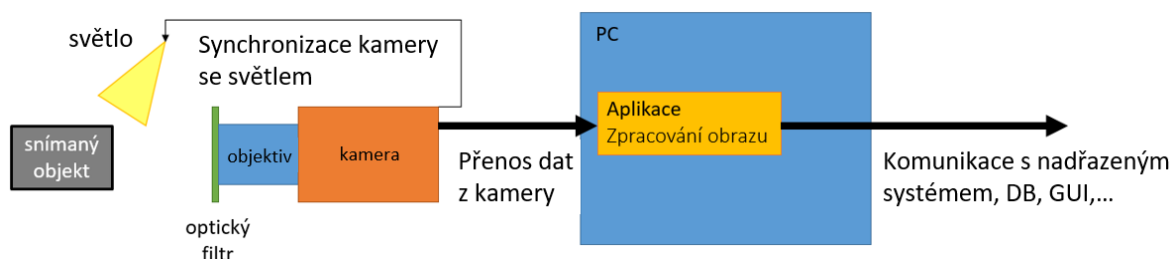 světlo
Synchronizace kamery
se světlem
snímaný
objekt
objektiv
kamera
optický
filtr
Přenos dat
z kamery
PC
Aplikace
Zpracování obrazu
Komunikace s nadřazeným
systémem, DB, GUI,...